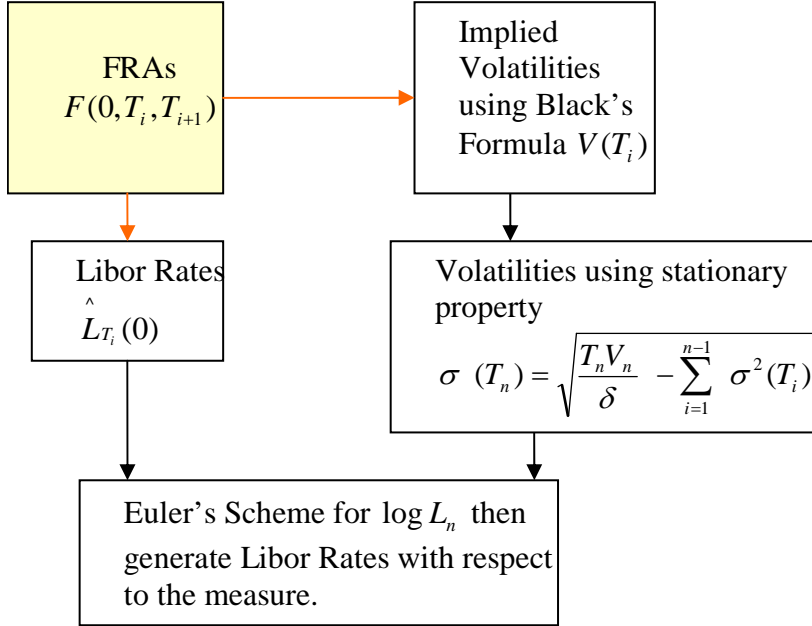 FRAs
F(0,T_i,T_{i+1})
Implied
Volatilities
using Black's
Formula V(T_i)
Libor Rates
\hat{L}_{T_i}(0)
Volatilities using stationary
property
σ (T_n) = \sqrt{\frac{T_n V_n}{δ} - \sum_{i=1}^{n-1} σ^2(T_i)}
Euler's Scheme for log L_n then
generate Libor Rates with respect
to the measure.